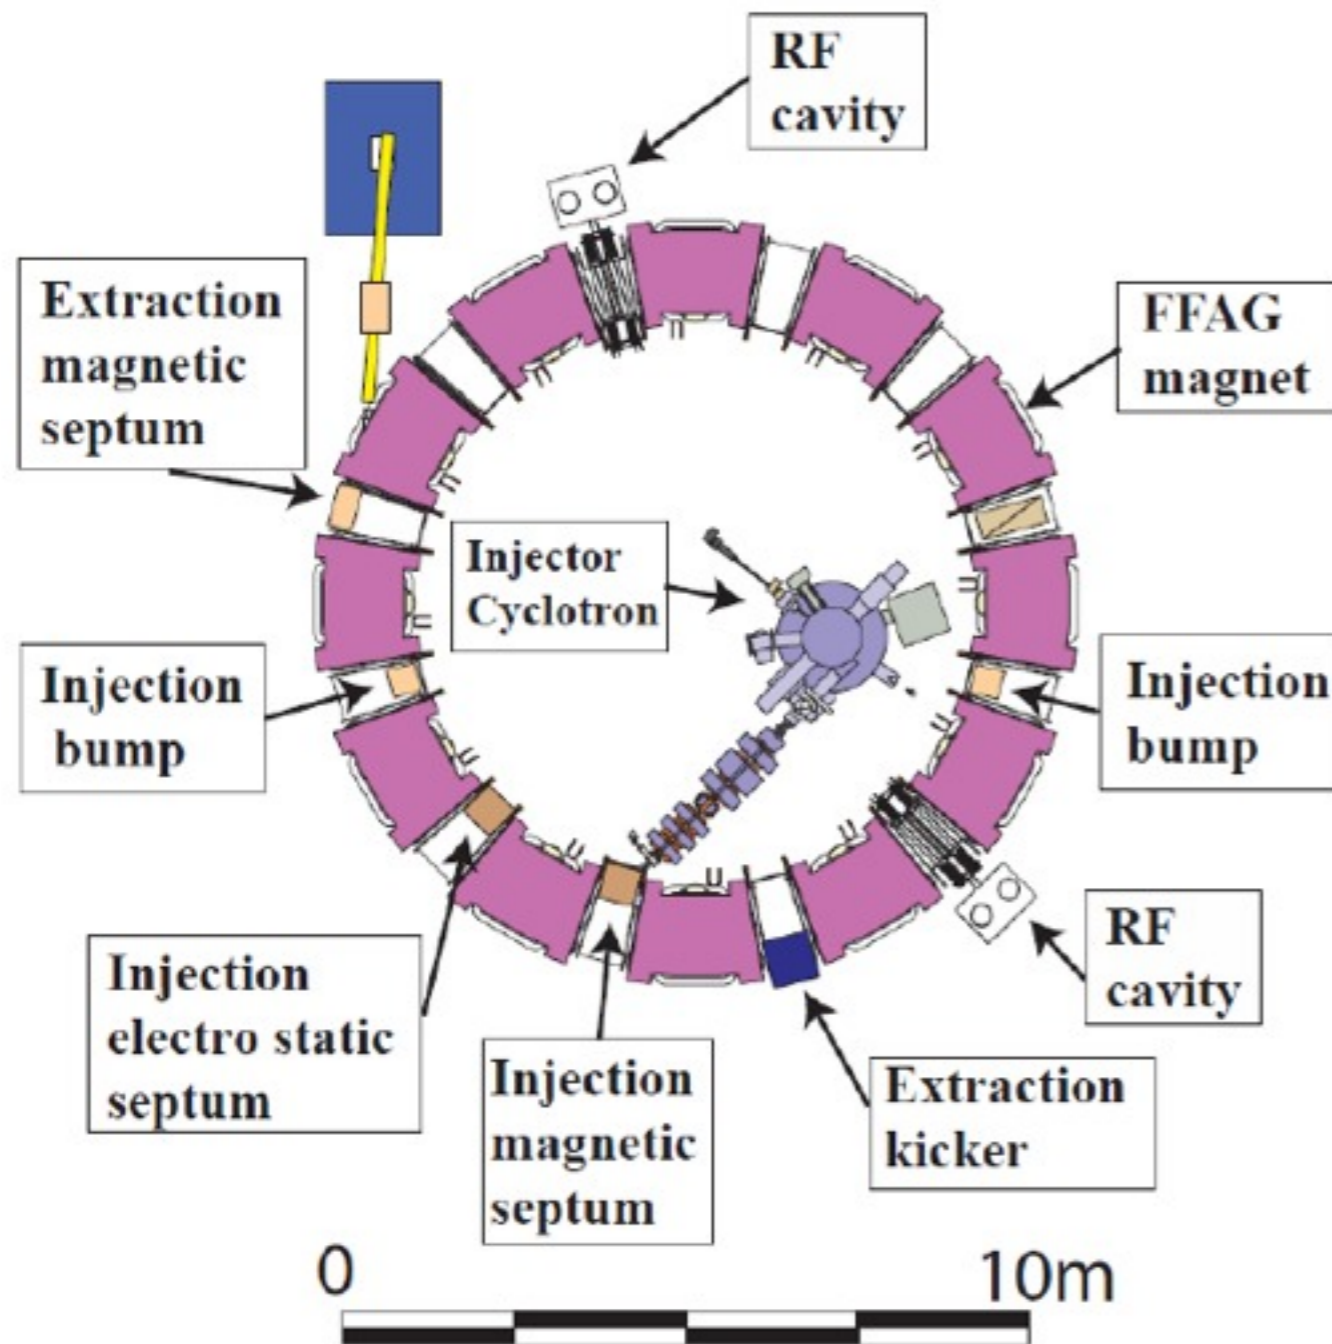 RF
cavity
Extraction
magnetic
septum
FFAG
magnet
Injector
Cyclotron
Injection
bump
Injection
bump
RF
cavity
Injection
electro static
septum
Injection
magnetic
septum
Extraction
kicker
0
10m